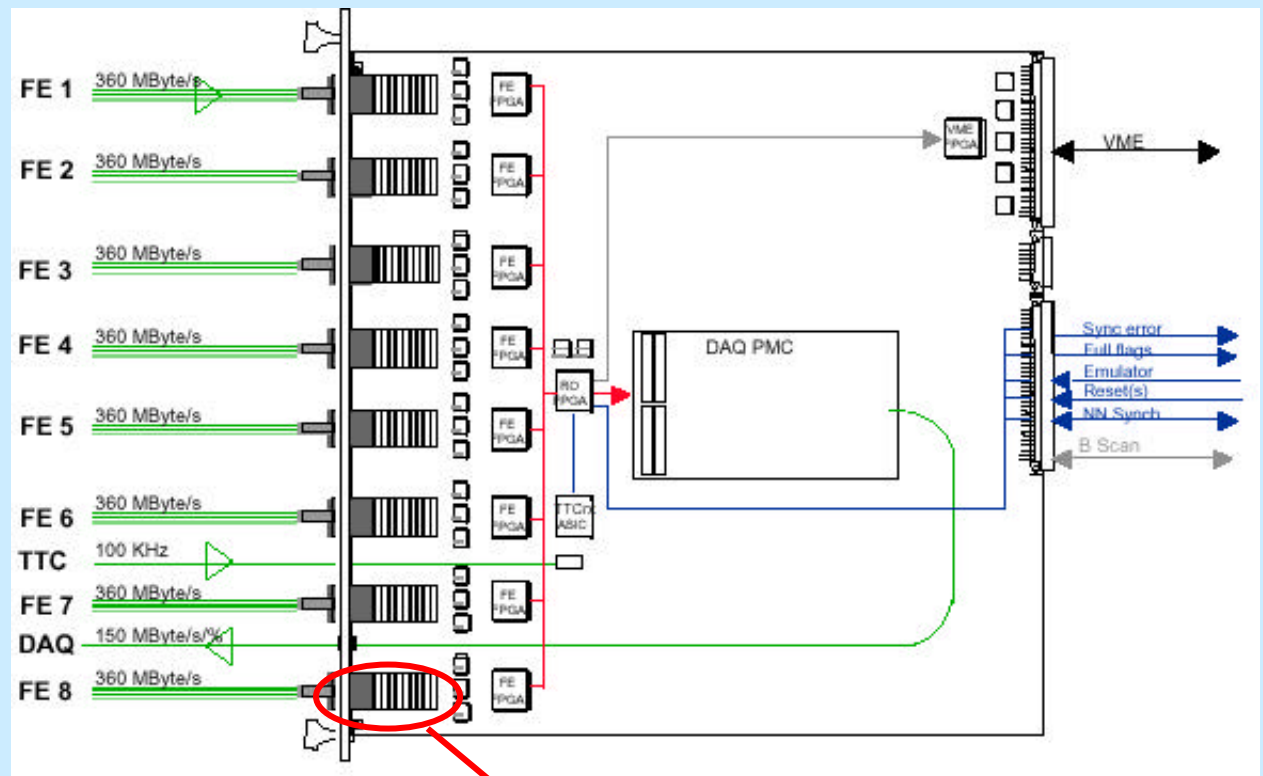 FE 1 360 MByte/s
FE 2 360 MByte/s
FE 3 360 MByte/s
FE 4 360 MByte/s
FE 5 360 MByte/s
FE 6 360 MByte/s
TTC 100 KHz
FE 7 360 MByte/s
DAQ 150 MByte/s/%
FE 8 360 MByte/s
FE
FPGA
FE
FPGA
FE
FPGA
FE
FPGA
FE
FPGA
FE
FPGA
FE
FPGA
FE
FPGA
RO
FPGA
TTCrx
ASIC
DAQ PMC
VME
FPGA
VME
Sync error
Full flags
Emulator
Reset(s)
NN Synch
B Scan